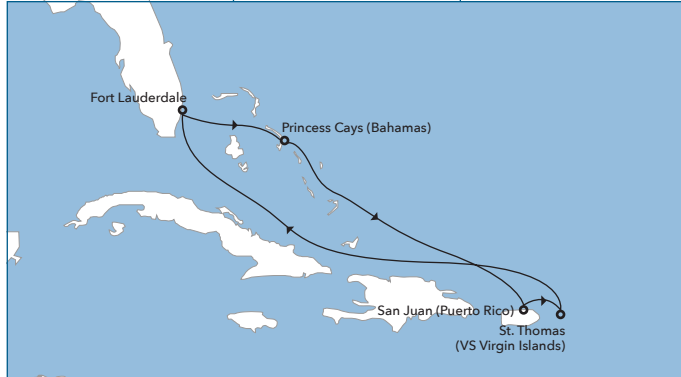 Fort Lauderdale
Princess Cays (Bahamas)
San Juan (Puerto Rico)
St. Thomas
(VS Virgin Islands)